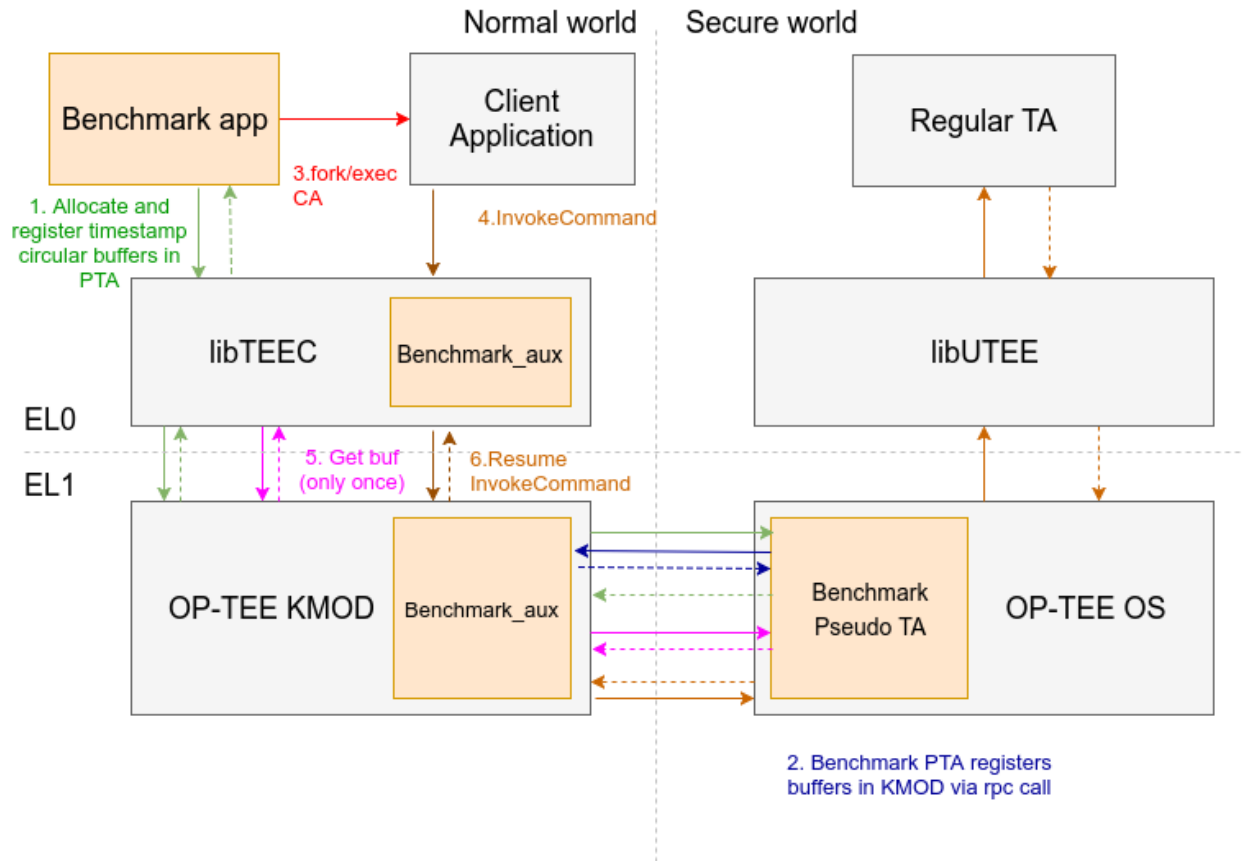 Normal world
Secure world
Benchmark app
Client
Application
Regular TA
3.fork/exec
CA
1. Allocate and
register timestamp
circular buffers in
PTA
4.InvokeCommand
libTEEC
Benchmark_aux
libUTEE
EL0
EL1
5. Get buf
(only once)
6.Resume
InvokeCommand
OP-TEE KMOD
Benchmark_aux
Benchmark
Pseudo TA
OP-TEE OS
2. Benchmark PTA registers
buffers in KMOD via rpc call